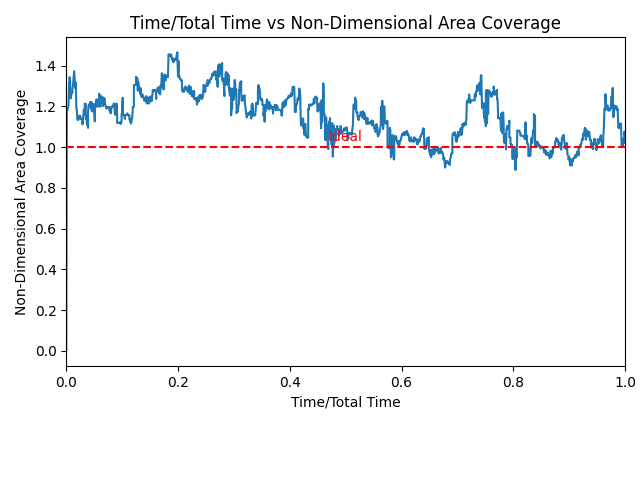 Time/Total Time vs Non-Dimensional Area Coverage
Non-Dimensional Area Coverage
1.4
1.2
1.0
0.8
0.6
0.4
0.2
0.0
Ideal
0.0 0.2 0.4 0.6 0.8 1.0
Time/Total Time